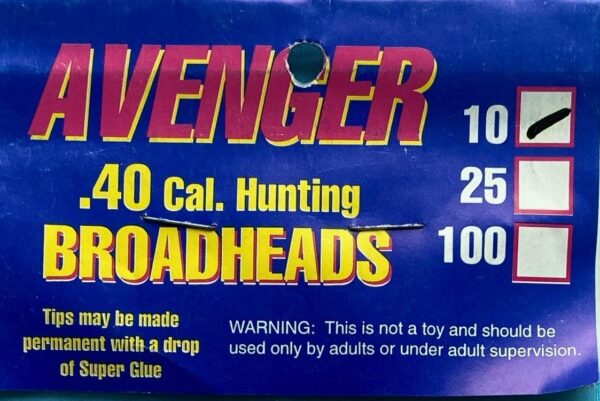 AVENGER
.40 Cal. Hunting
BROADHEADS
10
25
100
Tips may be made
permanent with a drop
of Super Glue
WARNING: This is not a toy and should be
used only by adults or under adult supervision.